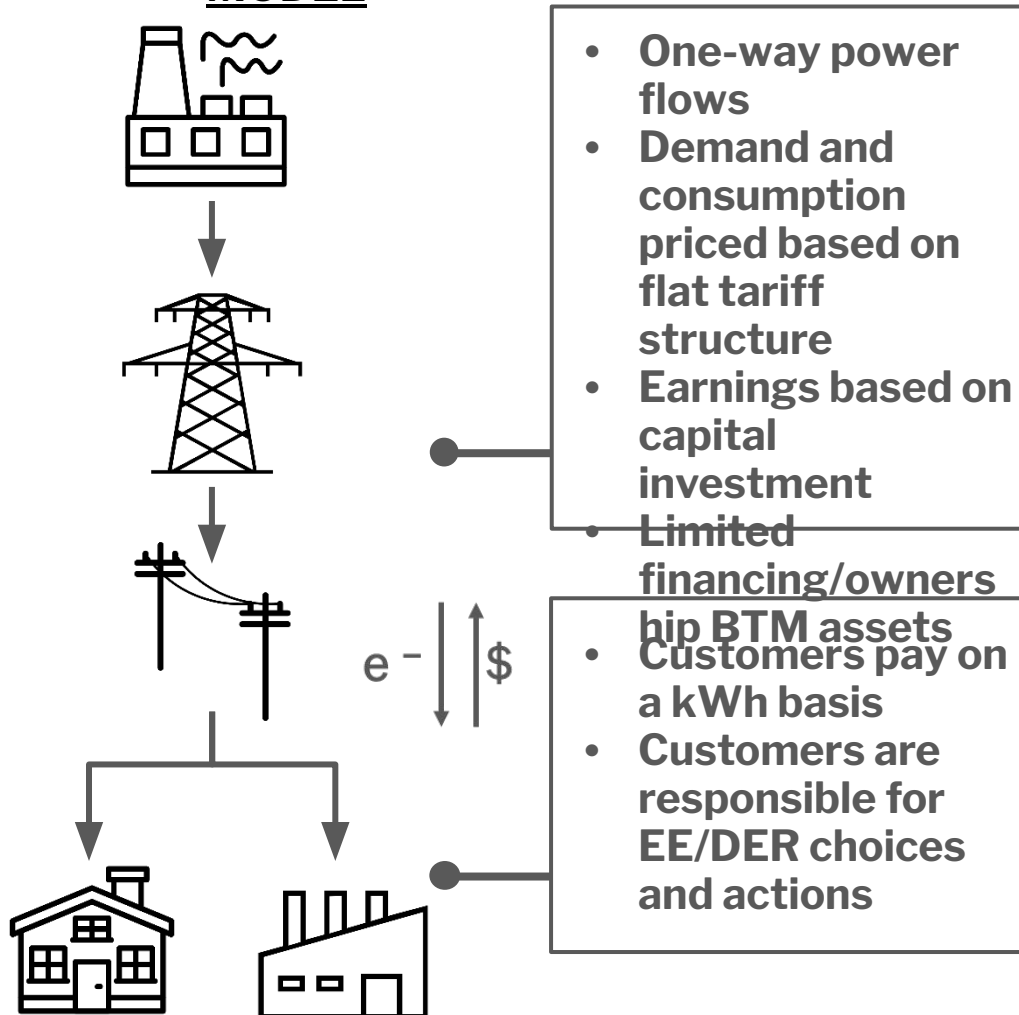 MODEL
• One-way power
flows
• Demand and
consumption
priced based on
flat tariff
structure
• Earnings based on
capital
investment
• Limited
financing/owners
hip BTM assets
e – $
• Customers pay on
a kWh basis
• Customers are
responsible for
EE/DER choices
and actions